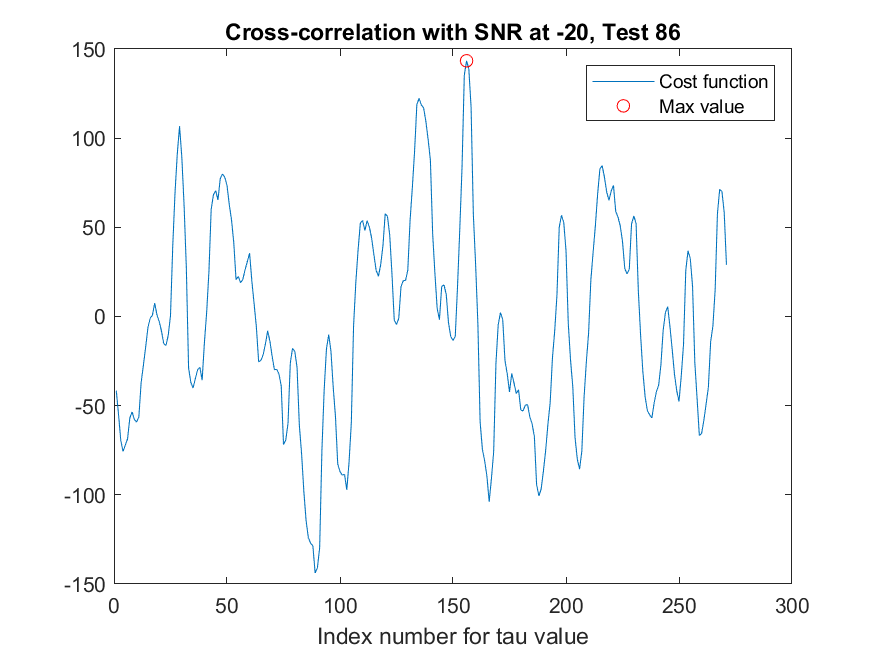 Cross-correlation with SNR at -20, Test 86
150
100
50
0
-50
-100
-150
Cost function
Max value
0 50 100 150 200 250 300
Index number for tau value